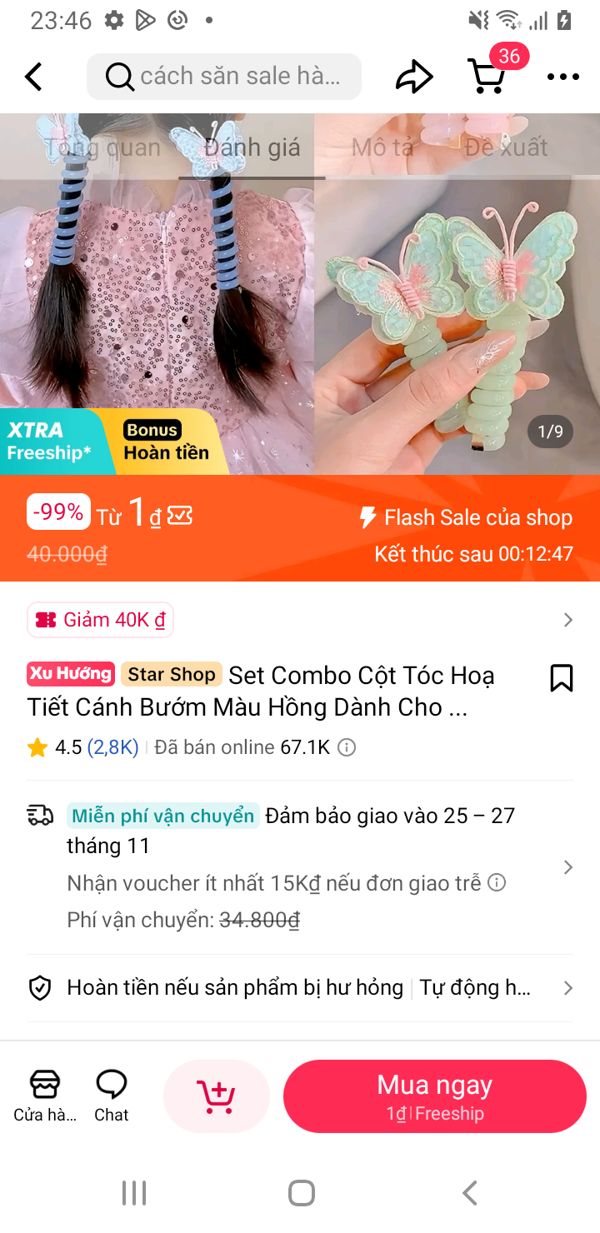 23:46
cách săn sale hà...
36
Tổng quan
Đánh giá
Mô tả
Đề xuất
XTRA
Freeship*
Bonus
Hoàn tiền
1/9
-99% Từ 1₫
Flash Sale của shop
40.000₫
Kết thúc sau 00:12:47
Giảm 40K ₫
Xu Hướng Star Shop Set Combo Cột Tóc Hoạ
Tiết Cánh Bướm Màu Hồng Dành Cho ...
4.5 (2,8K) Đã bán online 67.1K
Miễn phí vận chuyển Đảm bảo giao vào 25 – 27
tháng 11
Nhận voucher ít nhất 15K₫ nếu đơn giao trễ
Phí vận chuyển: 34.800₫
Hoàn tiền nếu sản phẩm bị hư hỏng Tự động h...
Cửa hà...
Chat
Mua ngay
1₫ Freeship